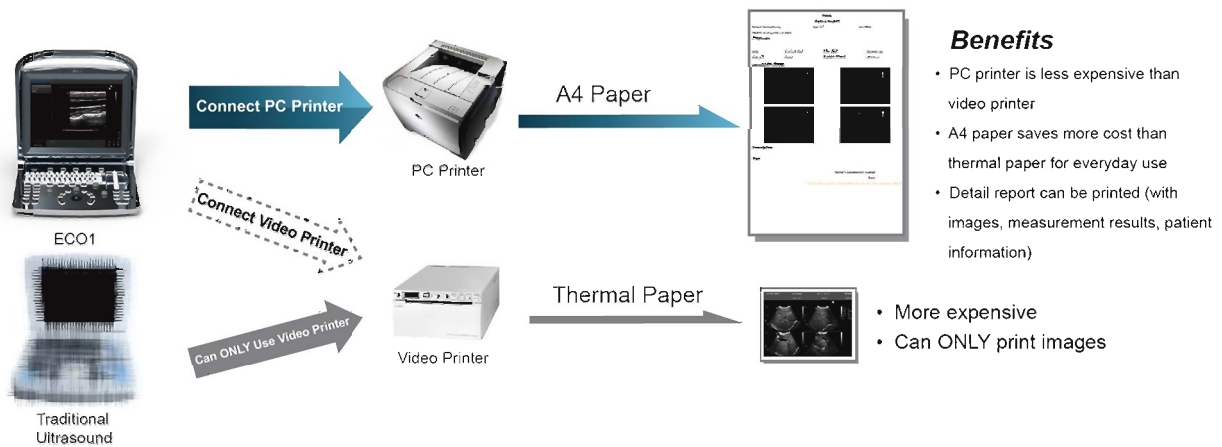 Connect PC Printer
PC Printer
A4 Paper
Benefits
• PC printer is less expensive than
video printer
• A4 paper saves more cost than
thermal paper for everyday use
• Detail report can be printed (with
images, measurement results, patient
information)
ECO1
Connect Video Printer
Can ONLY Use Video Printer
Video Printer
Thermal Paper
• More expensive
• Can ONLY print images
Traditional
Ultrasound